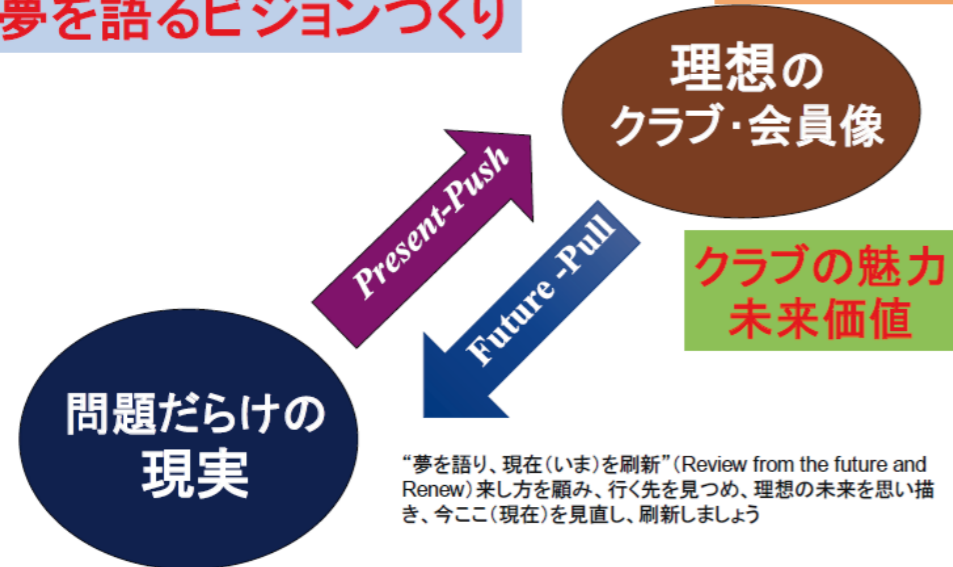 夢を語るビジョンづくり
理想の
クラブ・会員像
Present-Push
Future -Pull
クラブの魅力
未来価値
問題だらけの
現実
“夢を語り、現在(いま)を刷新”(Review from the future and
Renew)来し方を顧み、行く先を見つめ、理想の未来を思い描
き、今ここ(現在)を見直し、刷新しましょう